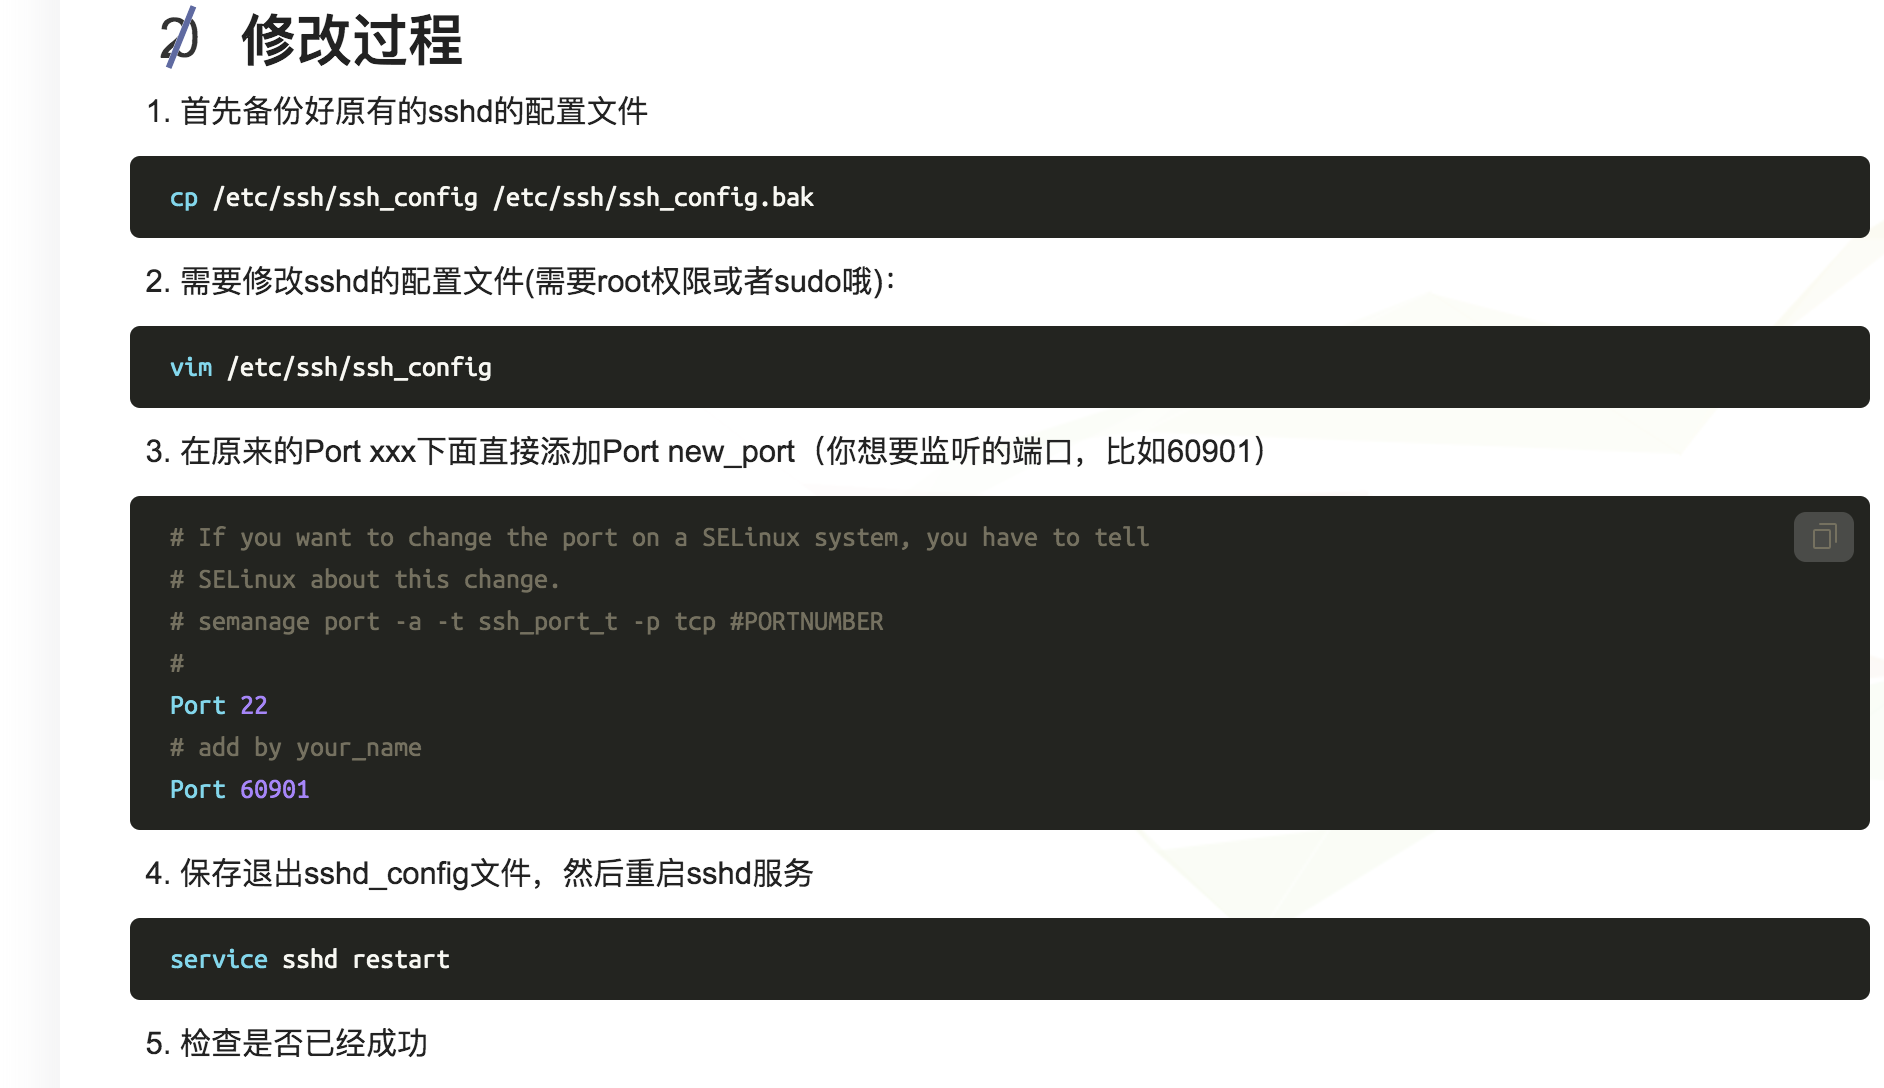 修改过程
1. 首先备份好原有的sshd的配置文件
cp /etc/ssh/ssh_config /etc/ssh/ssh_config.bak
2. 需要修改sshd的配置文件(需要root权限或者sudo哦)：
vim /etc/ssh/ssh_config
3. 在原来的Port xxx下面直接添加Port new_port（你想要监听的端口，比如60901）
# If you want to change the port on a SELinux system, you have to tell
# SELinux about this change.
# semanage port -a -t ssh_port_t -p tcp #PORTNUMBER
#
Port 22
# add by your_name
Port 60901
4. 保存退出sshd_config文件，然后重启sshd服务
service sshd restart
5. 检查是否已经成功